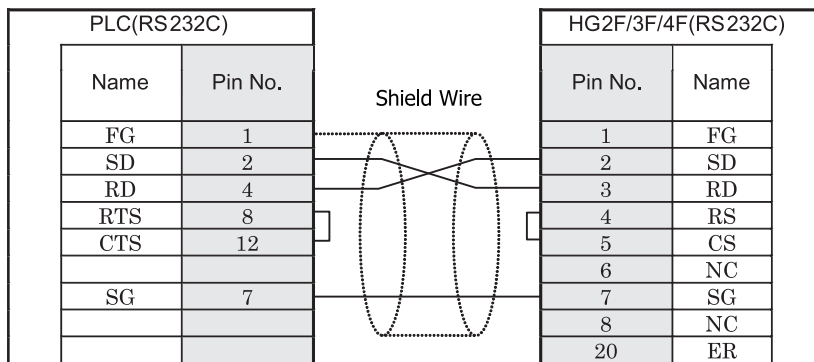 PLC(RS232C) HG2F/3F/4F(RS232C)
Name Pin No. Shield Wire Pin No. Name
FG 1 1 FG
SD 2 2 SD
RD 4 3 RD
RTS 8 4 RS
CTS 12 5 CS
6 NC
SG 7 7 SG
8 NC
20 ER